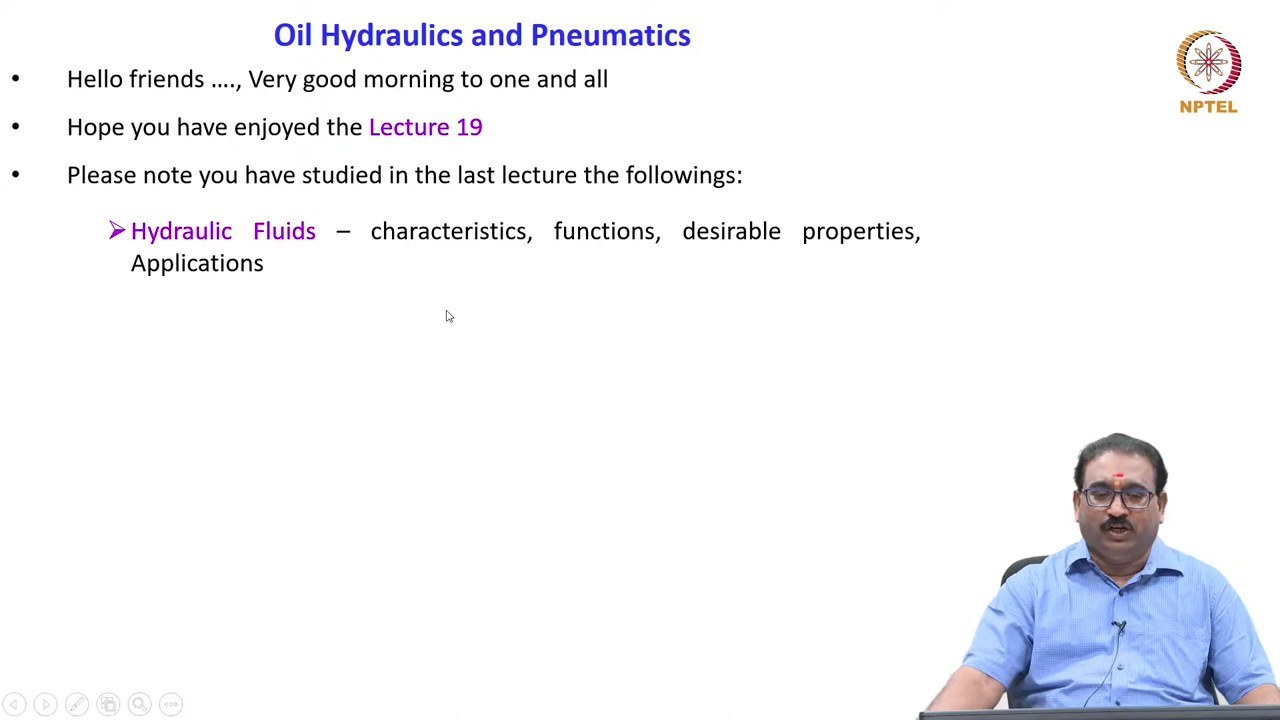 Oil Hydraulics and Pneumatics
• Hello friends …., Very good morning to one and all
• Hope you have enjoyed the Lecture 19
• Please note you have studied in the last lecture the followings:
➢ Hydraulic Fluids – characteristics, functions, desirable properties,
Applications
NPTEL